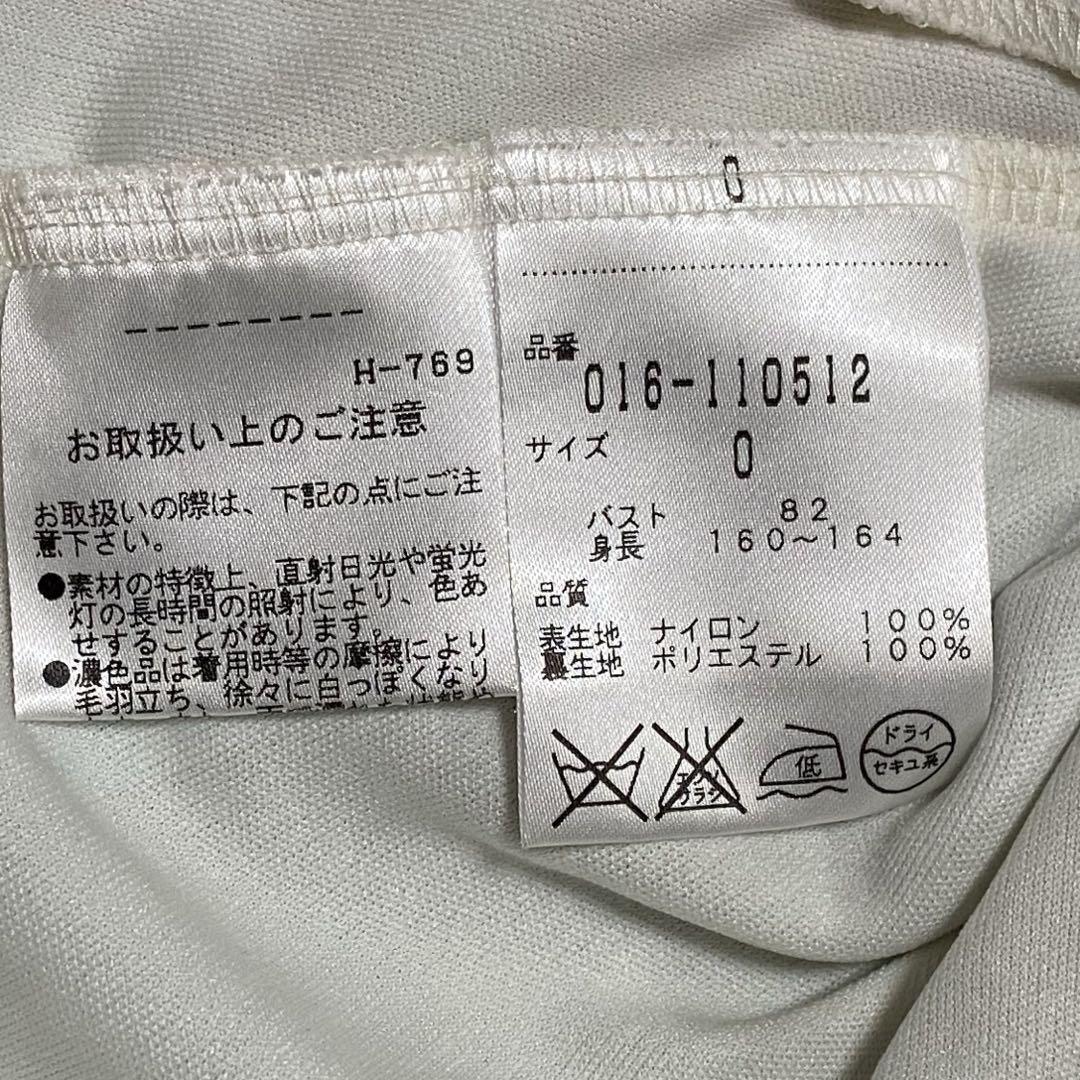 H-769
お取扱い上のご注意
お取扱いの際は、下記の点にご注
意下さい。
●素材の特徴上、直射日光や蛍光
灯の長時間の照射により、色あ
せすることがあります。
●濃色品は着用時等の摩擦により
毛羽立ち、徐々に白っぽくなり
0
品番
016-110512
サイズ
0
バスト 82
身長 160～164
品質
表生地 ナイロン 100%
裏生地 ポリエステル 100%
エンソ
サラシ
低
ドライ
セキユ系